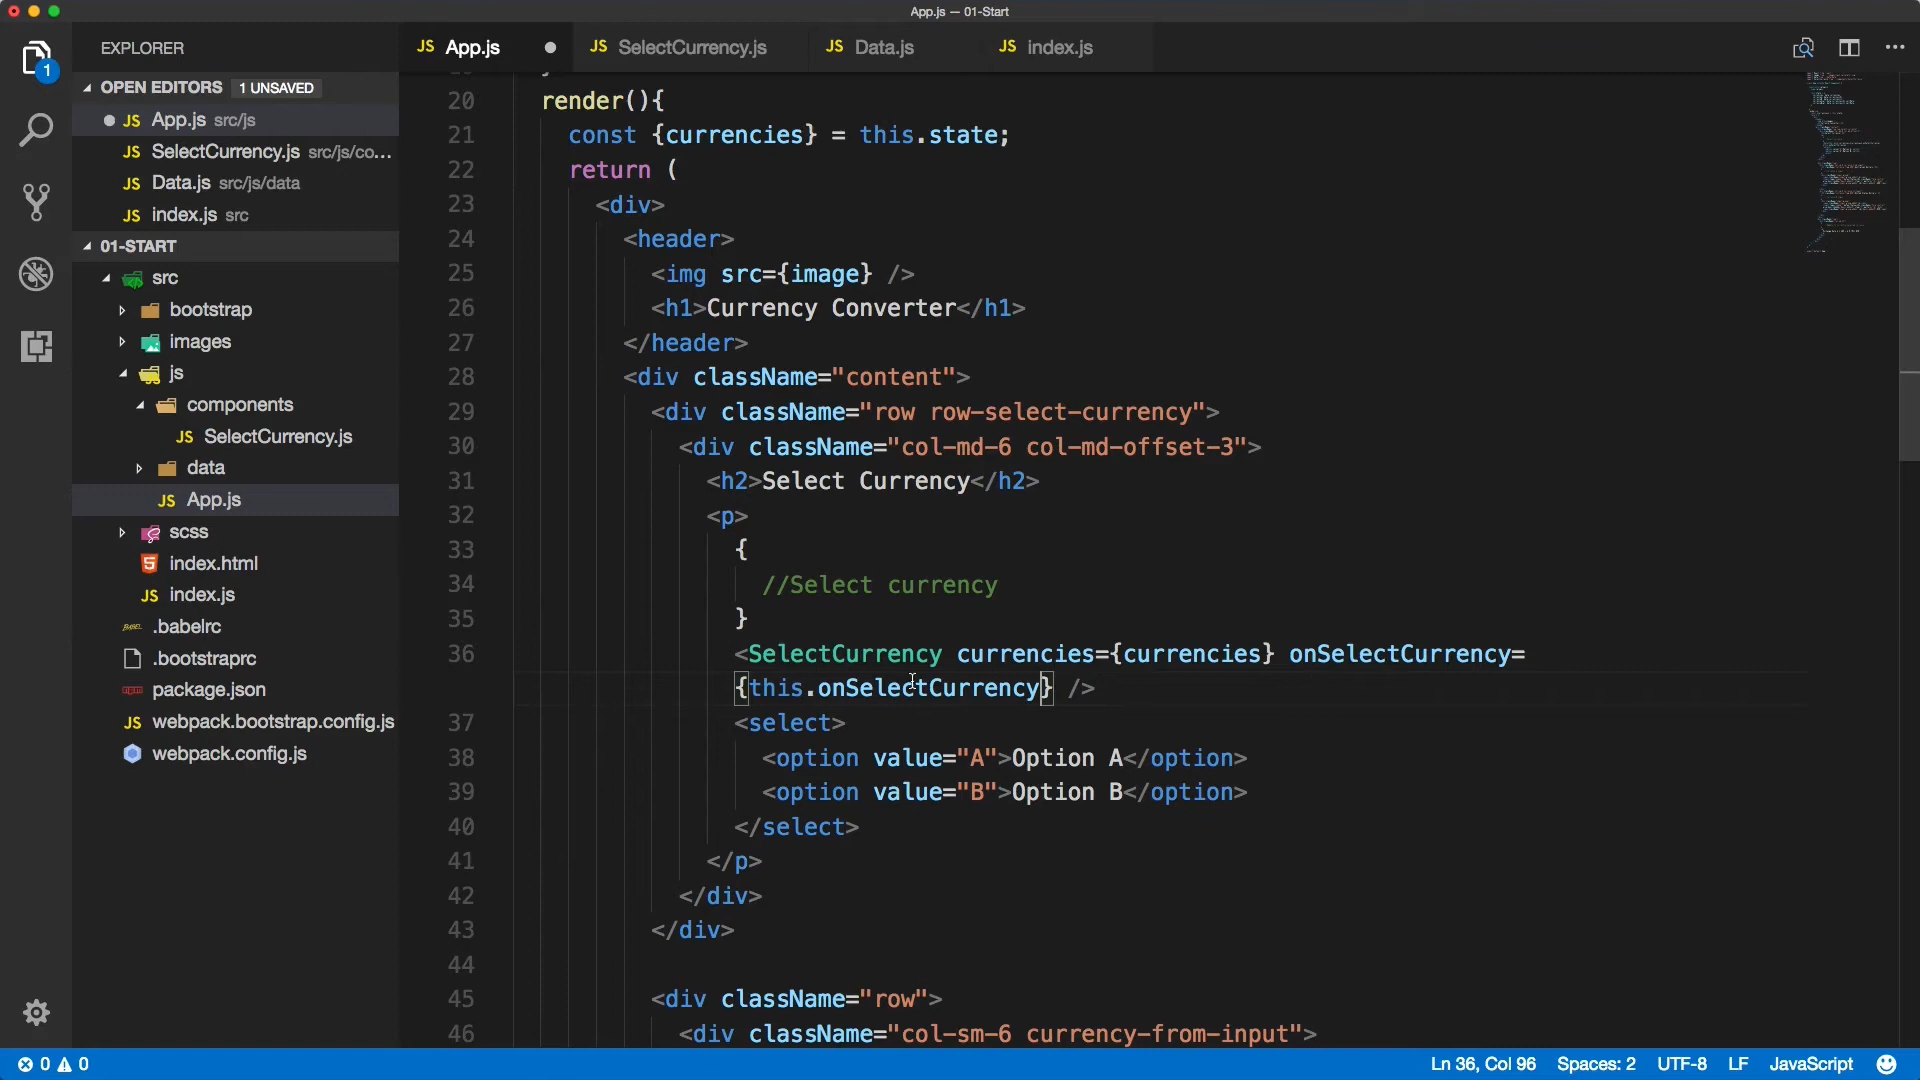 App.js — 01-Start
1
EXPLORER
OPEN EDITORS 1 UNSAVED
JS App.js src/js
JS SelectCurrency.js src/js/co...
JS Data.js src/js/data
JS index.js src
01-START
src
bootstrap
images
js
components
JS SelectCurrency.js
data
JS App.js
scss
5 index.html
JS index.js
BABEL .babelrc
.bootstraprc
npm package.json
JS webpack.bootstrap.config.js
webpack.config.js
JS App.js
JS SelectCurrency.js
JS Data.js
JS index.js
20 render(){
21 const {currencies} = this.state;
22 return (
23 <div>
24 <header>
25 <img src={image} />
26 <h1>Currency Converter</h1>
27 </header>
28 <div className="content">
29 <div className="row row-select-currency">
30 <div className="col-md-6 col-md-offset-3">
31 <h2>Select Currency</h2>
32 <p>
33 {
34 //Select currency
35 }
36 <SelectCurrency currencies={currencies} onSelectCurrency=
{this.onSelectCurrency} />
37 <select>
38 <option value="A">Option A</option>
39 <option value="B">Option B</option>
40 </select>
41 </p>
42 </div>
43 </div>
44
45 <div className="row">
46 <div className="col-sm-6 currency-from-input">
0 0
Ln 36, Col 96 Spaces: 2 UTF-8 LF JavaScript